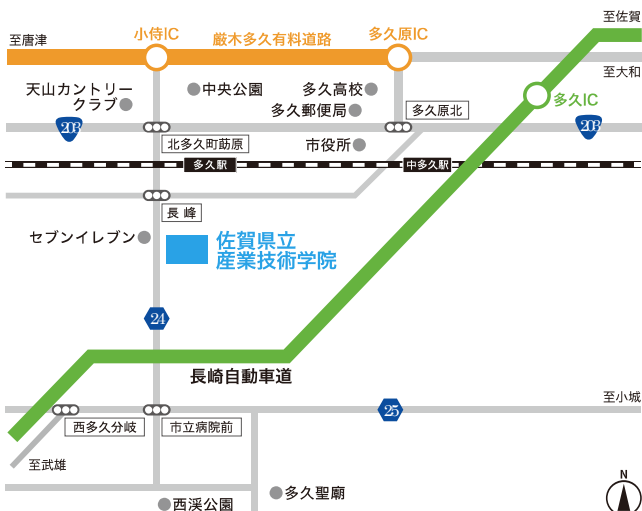 至佐賀
小侍IC
厳木多久有料道路
多久原IC
至唐津
至大和
天山カントリー
クラブ
中央公園
多久高校
多久IC
多久郵便局
多久原北
203
203
北多久町莇原
市役所
多久駅
中多久駅
長峰
セブンイレブン
佐賀県立
産業技術学院
24
長崎自動車道
至小城
25
西多久分岐
市立病院前
至武雄
N
多久聖廟
西渓公園